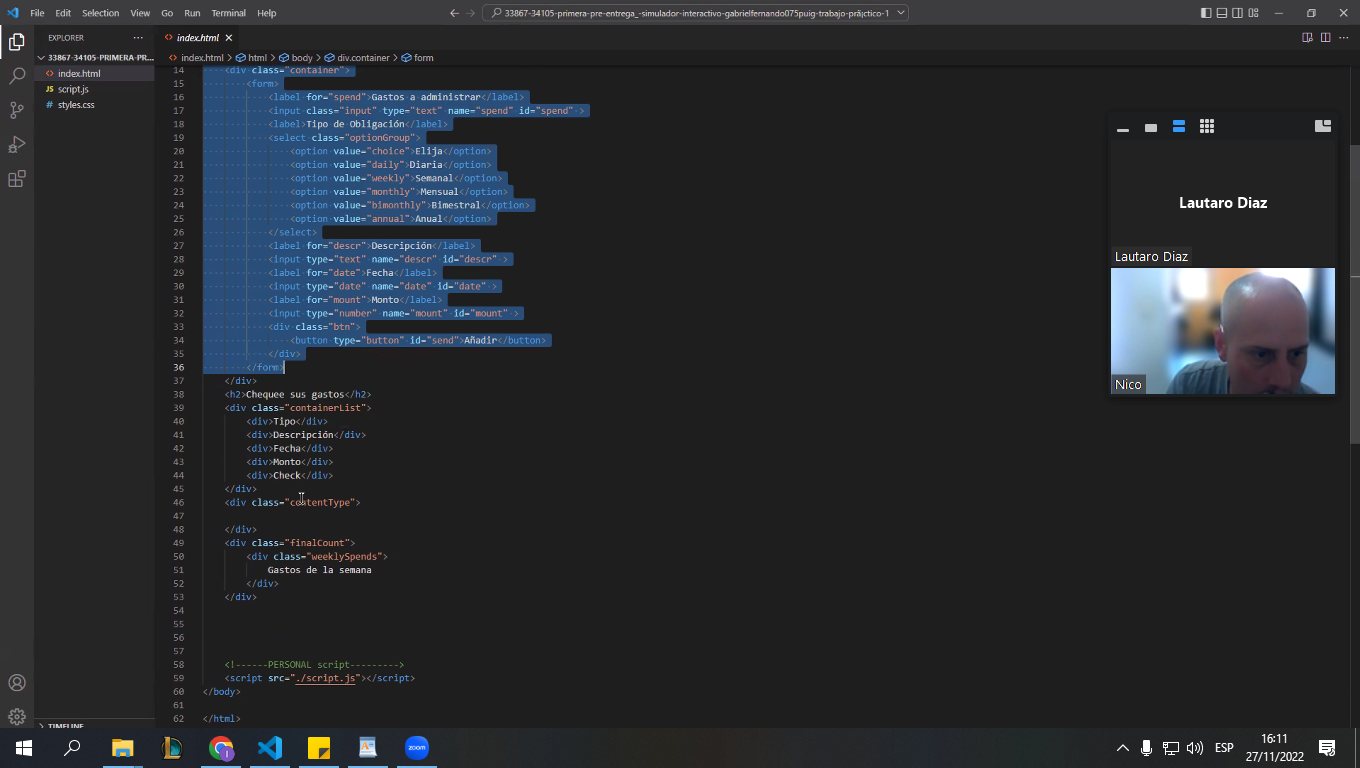 File Edit Selection View Go Run Terminal Help
33867-34105-primera-pre-entrega_-simulador-interactivo-gabrielfernando075puig-trabajo-prã¡ctico-1
EXPLORER ···
index.html
33867-34105-PRIMERA-PR...
index.html
script.js
styles.css
TIMELINE
index.html > html > body > div.container > form
14 <div class="container">
15 <form>
16 <label for="spend">Gastos a administrar</label>
17 <input class="input" type="text" name="spend" id="spend" >
18 <label>Tipo de Obligación</label>
19 <select class="optionGroup">
20 <option value="choice">Elija</option>
21 <option value="daily">Diaria</option>
22 <option value="weekly">Semanal</option>
23 <option value="monthly">Mensual</option>
24 <option value="bimonthly">Bimestral</option>
25 <option value="annual">Anual</option>
26 </select>
27 <label for="descr">Descripción</label>
28 <input type="text" name="descr" id="descr" >
29 <label for="date">Fecha</label>
30 <input type="date" name="date" id="date" >
31 <label for="mount">Monto</label>
32 <input type="number" name="mount" id="mount" >
33 <div class="btn">
34 <button type="button" id="send">Añadir</button>
35 </div>
36 </form>
37 </div>
38 <h2>Chequee sus gastos</h2>
39 <div class="containerList">
40 <div>Tipo</div>
41 <div>Descripción</div>
42 <div>Fecha</div>
43 <div>Monto</div>
44 <div>Check</div>
45 </div>
46 <div class="contentType">
47
48 </div>
49 <div class="finalCount">
50 <div class="weeklySpends">
51 Gastos de la semana
52 </div>
53 </div>
54
55
56
57
58 <!------PERSONAL script--------->
59 <script src="./script.js"></script>
60 </body>
61
62 </html>
Lautaro Diaz
Lautaro Diaz
Nico
zoom
ESP
16:11
27/11/2022